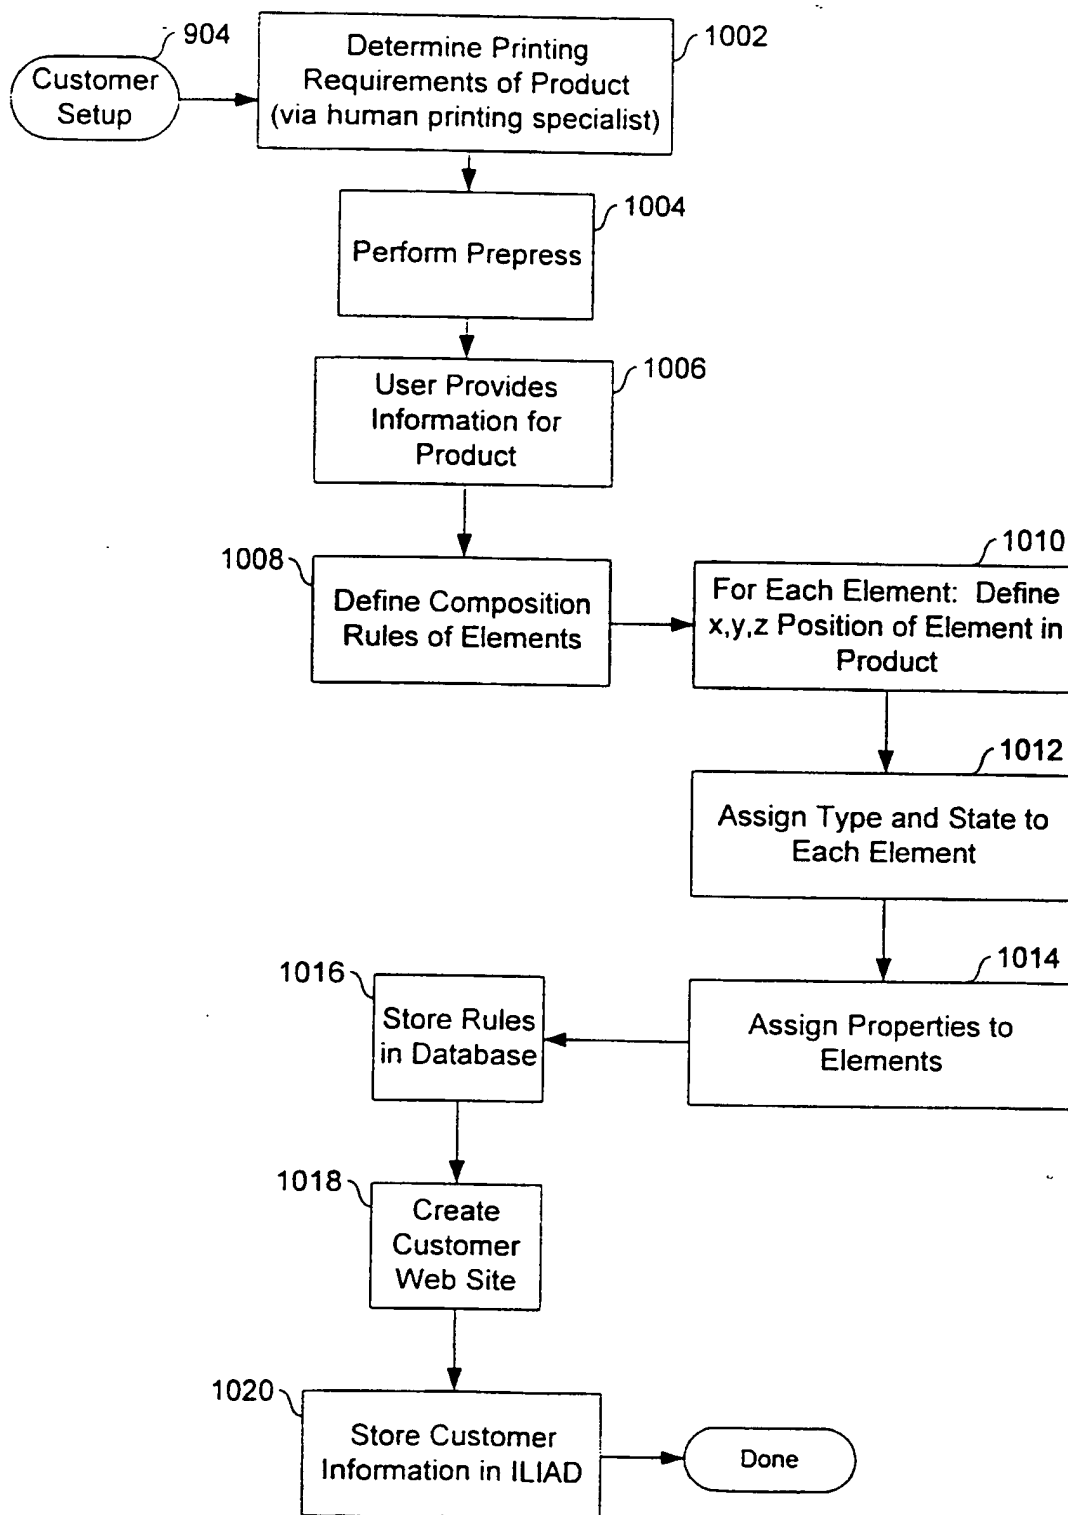 904
Customer
Setup
1002
Determine Printing
Requirements of Product
(via human printing specialist)
1004
Perform Prepress
1006
User Provides
Information for
Product
1008
Define Composition
Rules of Elements
1010
For Each Element: Define
x,y,z Position of Element in
Product
1012
Assign Type and State to
Each Element
1014
Assign Properties to
Elements
1016
Store Rules
in Database
1018
Create
Customer
Web Site
1020
Store Customer
Information in ILIAD
Done